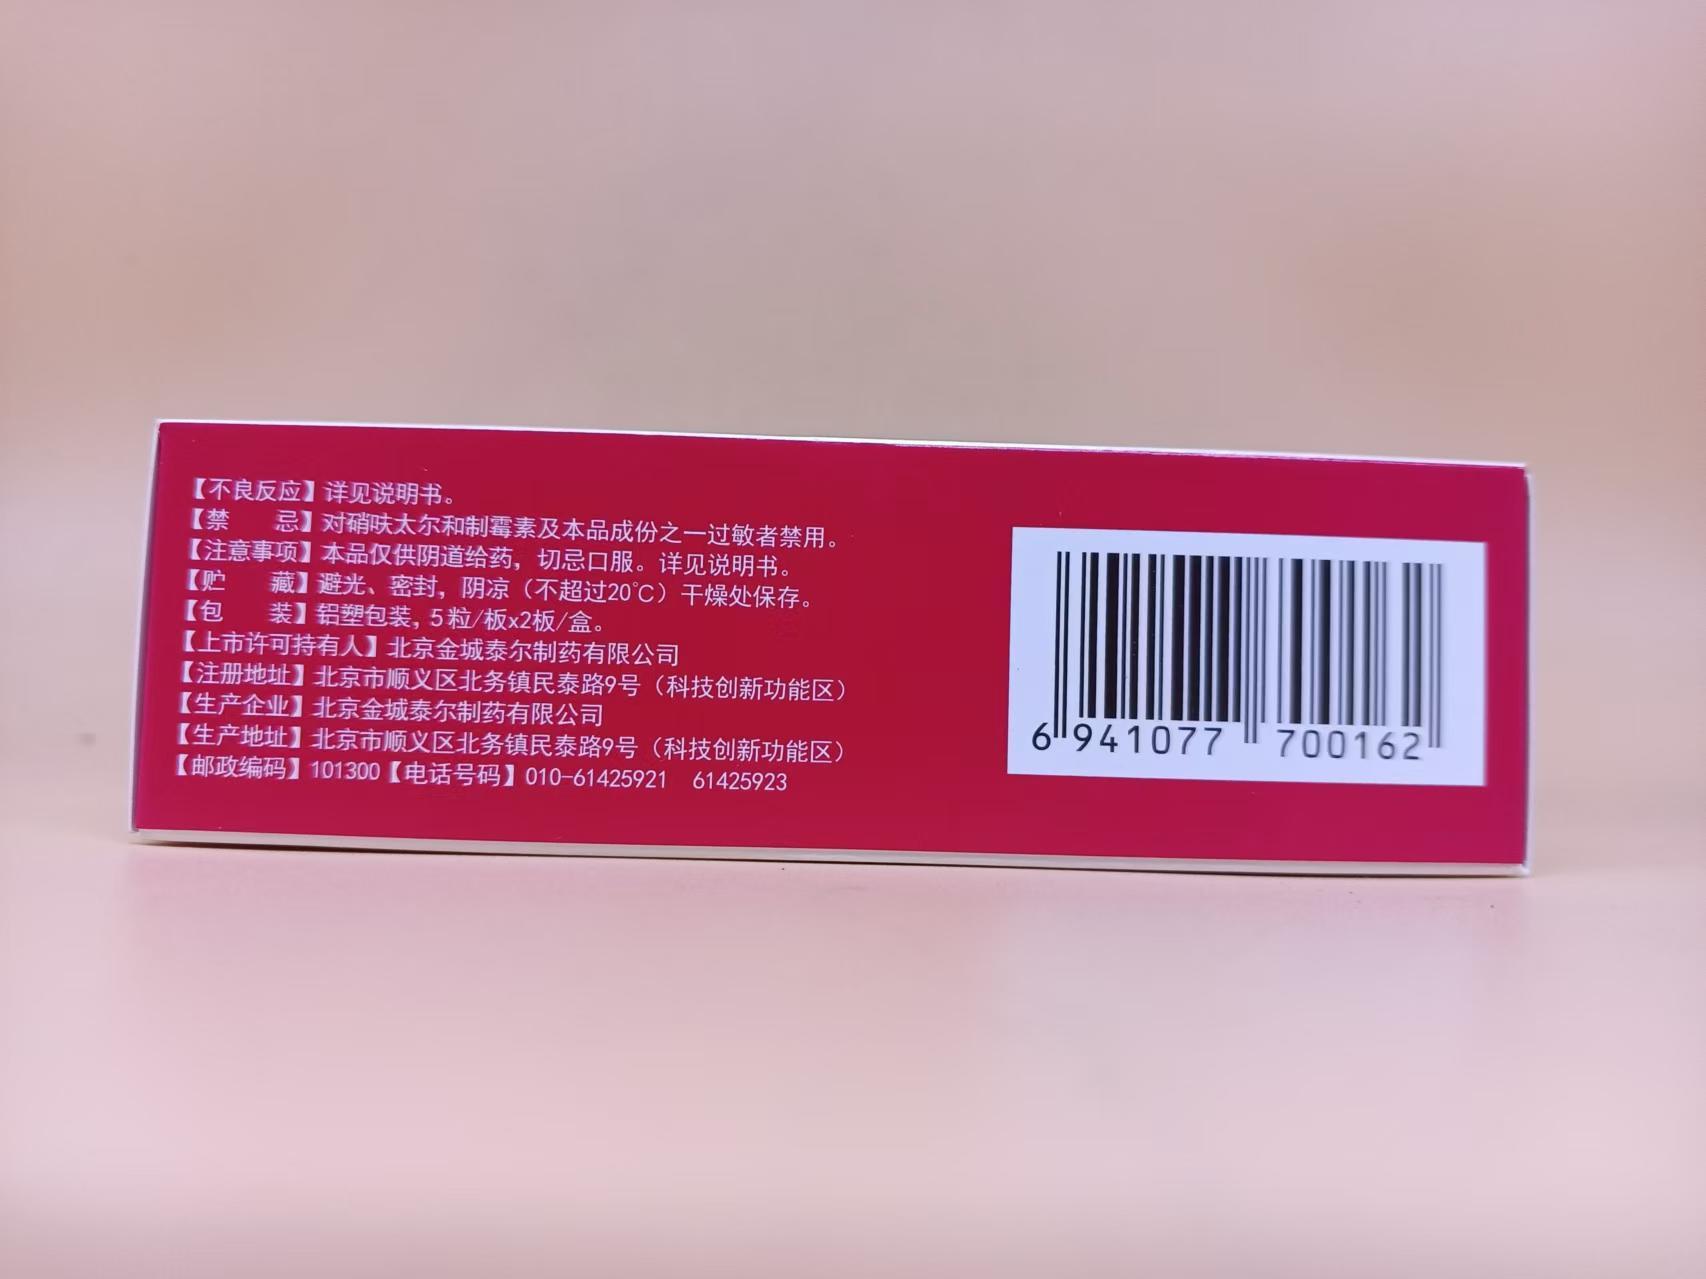 【不良反应】详见说明书。
【禁 忌】对硝呋太尔和制霉素及本品成份之一过敏者禁用。
【注意事项】本品仅供阴道给药，切忌口服。详见说明书。
【贮 藏】避光、密封，阴凉（不超过20℃）干燥处保存。
【包 装】铝塑包装，5粒/板x2板/盒。
【上市许可持有人】北京金城泰尔制药有限公司
【注册地址】北京市顺义区北务镇民泰路9号（科技创新功能区）
【生产企业】北京金城泰尔制药有限公司
【生产地址】北京市顺义区北务镇民泰路9号（科技创新功能区）
【邮政编码】101300【电话号码】010-61425921 61425923
6 941077 700162